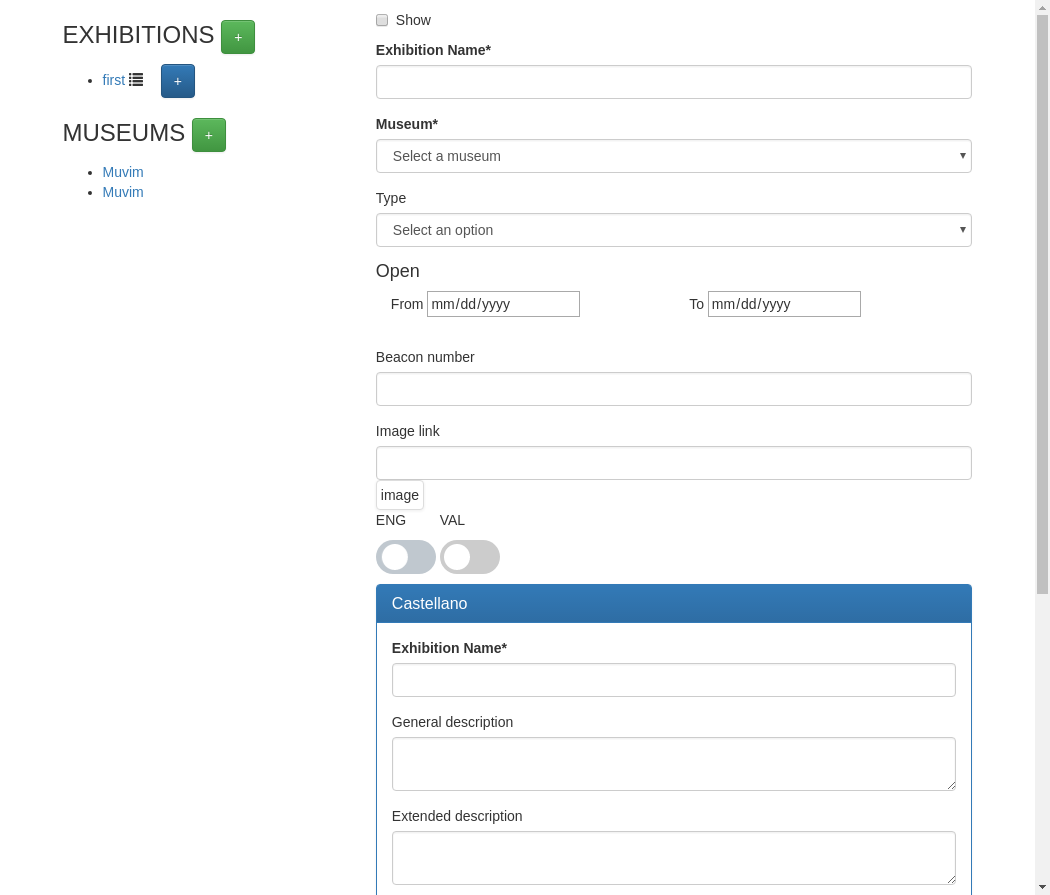 EXHIBITIONS +
first +
MUSEUMS +
Muvim
Muvim
Show
Exhibition Name*
Museum*
Select a museum
Type
Select an option
Open
From mm/dd/yyyy To mm/dd/yyyy
Beacon number
Image link
image
ENG VAL
Castellano
Exhibition Name*
General description
Extended description